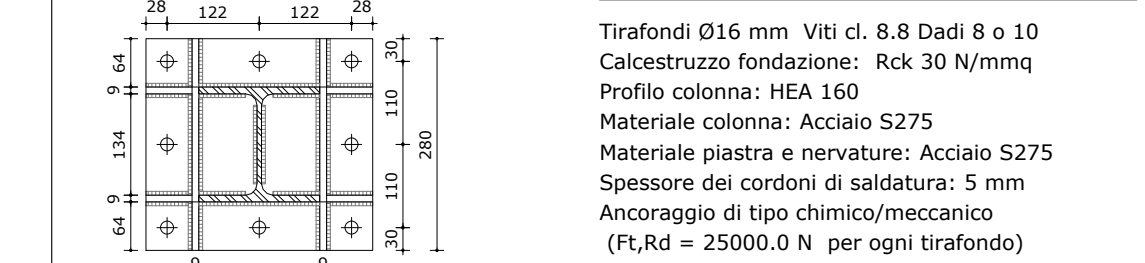 28 122 122 28
64
9
134
9
64
30
110
110
30
280
Tirafondi Ø16 mm Viti cl. 8.8 Dadi 8 o 10
Calcestruzzo fondazione: Rck 30 N/mmq
Profilo colonna: HEA 160
Materiale colonna: Acciaio S275
Materiale piastra e nervature: Acciaio S275
Spessore dei cordoni di saldatura: 5 mm
Ancoraggio di tipo chimico/meccanico
(Ft,Rd = 25000.0 N per ogni tirafondo)